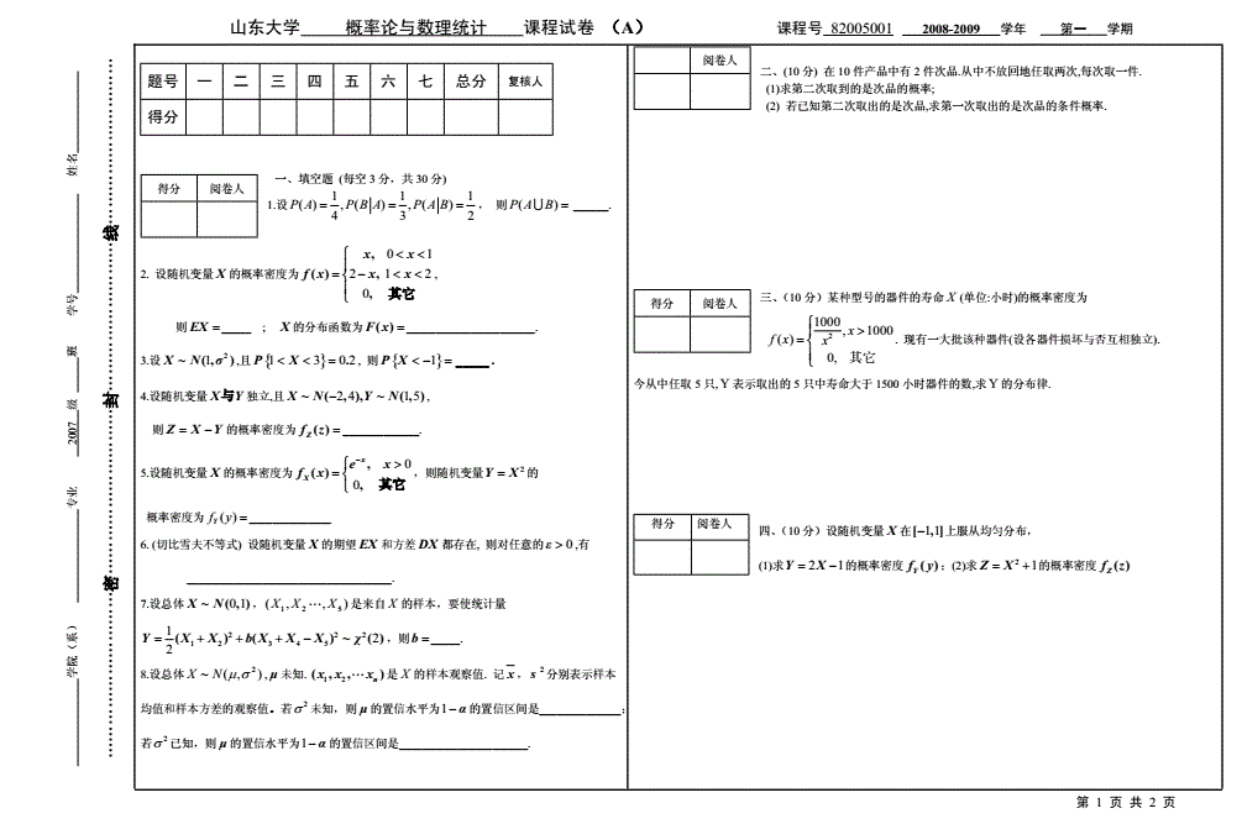 山东大学 概率论与数理统计 课程试卷 （A） 课程号 82005001 2008-2009 学年 第一 学期
姓名
学号
班
2007 级
专业
学院（系）
线
封
密
题号 一 二 三 四 五 六 七 总分 复核人
得分
得分 阅卷人
一、填空题 (每空 3 分，共 30 分)
1.设 P(A) = 1/4, P(B|A) = 1/3, P(A|B) = 1/2， 则 P(A∪B) = ______.
2. 设随机变量 X 的概率密度为 f(x) = { x, 0<x<1
2−x, 1<x<2,
0, 其它
则 EX = _____ ； X 的分布函数为 F(x) = ____________________.
3.设 X ~ N(1,σ²),且 P{1<X<3} = 0.2, 则 P{X<−1} = _____.
4.设随机变量 X与Y 独立,且 X ~ N(−2,4), Y ~ N(1,5),
则 Z = X − Y 的概率密度为 f_Z(z) = ____________.
5.设随机变量 X 的概率密度为 f_X(x) = { e^{-x}, x>0
0, 其它
，则随机变量 Y = X² 的
概率密度为 f_Y(y) = _____________
6. (切比雪夫不等式) 设随机变量 X 的期望 EX 和方差 DX 都存在, 则对任意的 ε > 0 ,有
________________________________.
7.设总体 X ~ N(0,1)，(X₁, X₂ ⋯, X₅) 是来自 X 的样本，要使统计量
Y = 1/2 (X₁ + X₂)² + b(X₃ + X₄ − X₅)² ~ χ²(2)，则 b = _____.
8.设总体 X ~ N(μ,σ²), μ 未知. (x₁, x₂, ⋯ xₙ) 是 X 的样本观察值. 记 x̄， s² 分别表示样本
均值和样本方差的观察值。若 σ² 未知，则 μ 的置信水平为 1−α 的置信区间是_____________；
若 σ² 已知，则 μ 的置信水平为 1−α 的置信区间是____________________.
阅卷人
二、(10 分) 在 10 件产品中有 2 件次品.从中不放回地任取两次,每次取一件.
(1)求第二次取到的是次品的概率;
(2) 若已知第二次取出的是次品,求第一次取出的是次品的条件概率.
得分 阅卷人
三、（10 分）某种型号的器件的寿命 X (单位:小时)的概率密度为
f(x) = { 1000/x², x>1000
0, 其它
. 现有一大批该种器件(设各器件损坏与否互相独立).
今从中任取 5 只, Y 表示取出的 5 只中寿命大于 1500 小时器件的数,求 Y 的分布律.
得分 阅卷人
四、（10 分）设随机变量 X 在 [−1,1] 上服从均匀分布，
(1)求 Y = 2X −1 的概率密度 f_Y(y)；(2)求 Z = X² +1 的概率密度 f_Z(z)
第 1 页 共 2 页